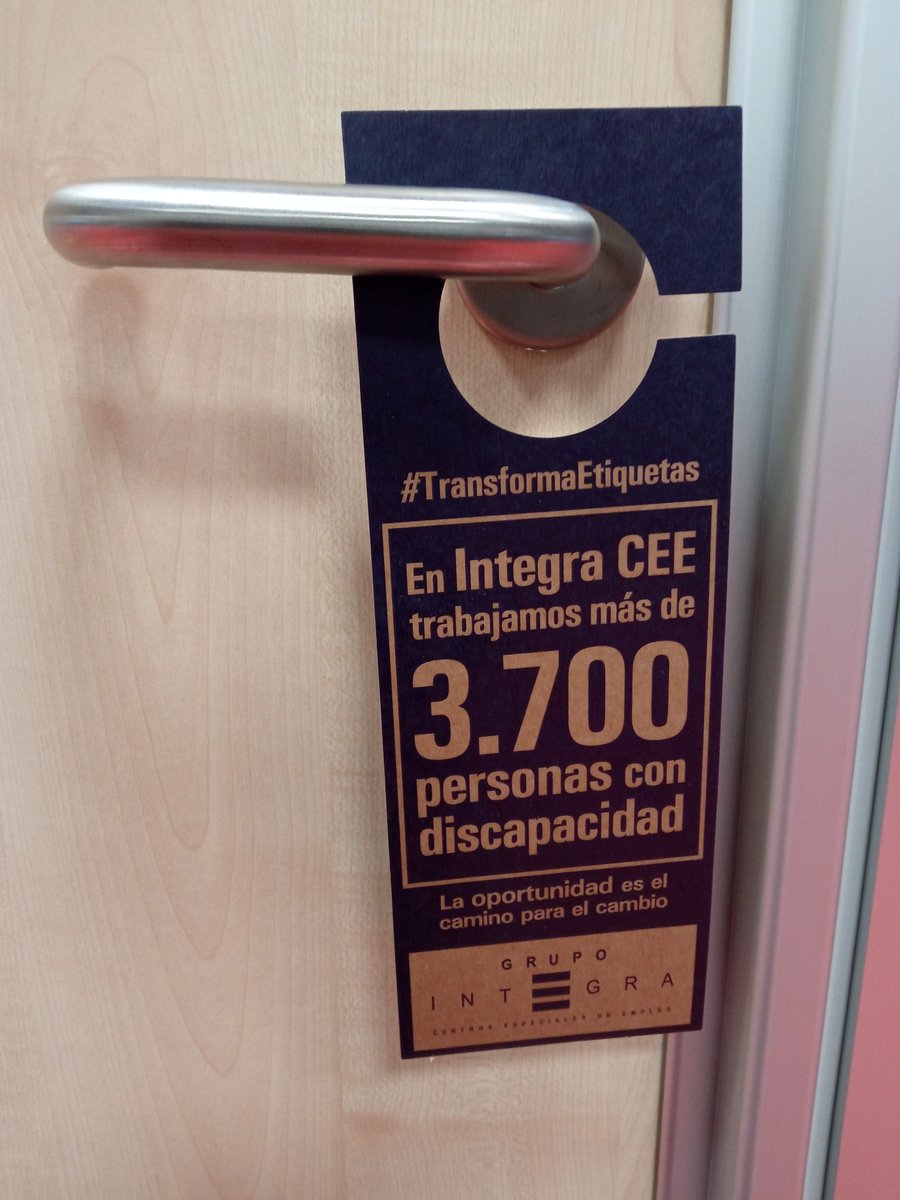 #TransformaEtiquetas
En Integra CEE
trabajamos más de
3.700
personas con
discapacidad
La oportunidad es el
camino para el cambio
GRUPO
INTEGRA
CENTROS ESPECIALES DE EMPLEO